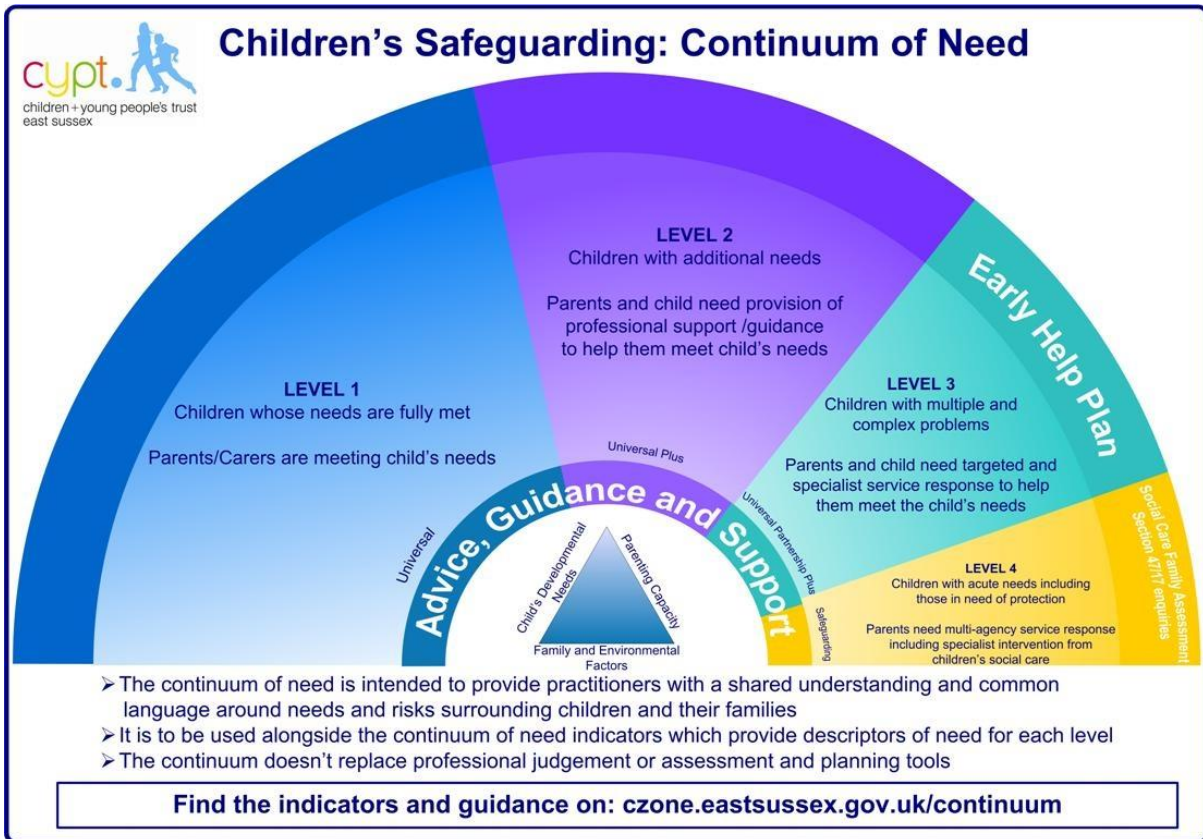 Children's Safeguarding: Continuum of Need
cypt.
children + young people's trust
east sussex
LEVEL 1
Children whose needs are fully met
Parents/Carers are meeting child's needs
LEVEL 2
Children with additional needs
Parents and child need provision of
professional support /guidance
to help them meet child's needs
LEVEL 3
Children with multiple and
complex problems
Parents and child need targeted and
specialist service response to help
them meet the child's needs
Early Help Plan
LEVEL 4
Children with acute needs including
those in need of protection
Parents need multi-agency service response
including specialist intervention from
children's social care
Social Care Family Assessment
Section 47/17 enquiries
Universal
Universal Plus
Universal Partnership Plus
Safeguarding
Advice, Guidance and Support
Child's Developmental
Needs
Parenting Capacity
Family and Environmental
Factors
➢ The continuum of need is intended to provide practitioners with a shared understanding and common
language around needs and risks surrounding children and their families
➢ It is to be used alongside the continuum of need indicators which provide descriptors of need for each level
➢ The continuum doesn't replace professional judgement or assessment and planning tools
Find the indicators and guidance on: czone.eastsussex.gov.uk/continuum